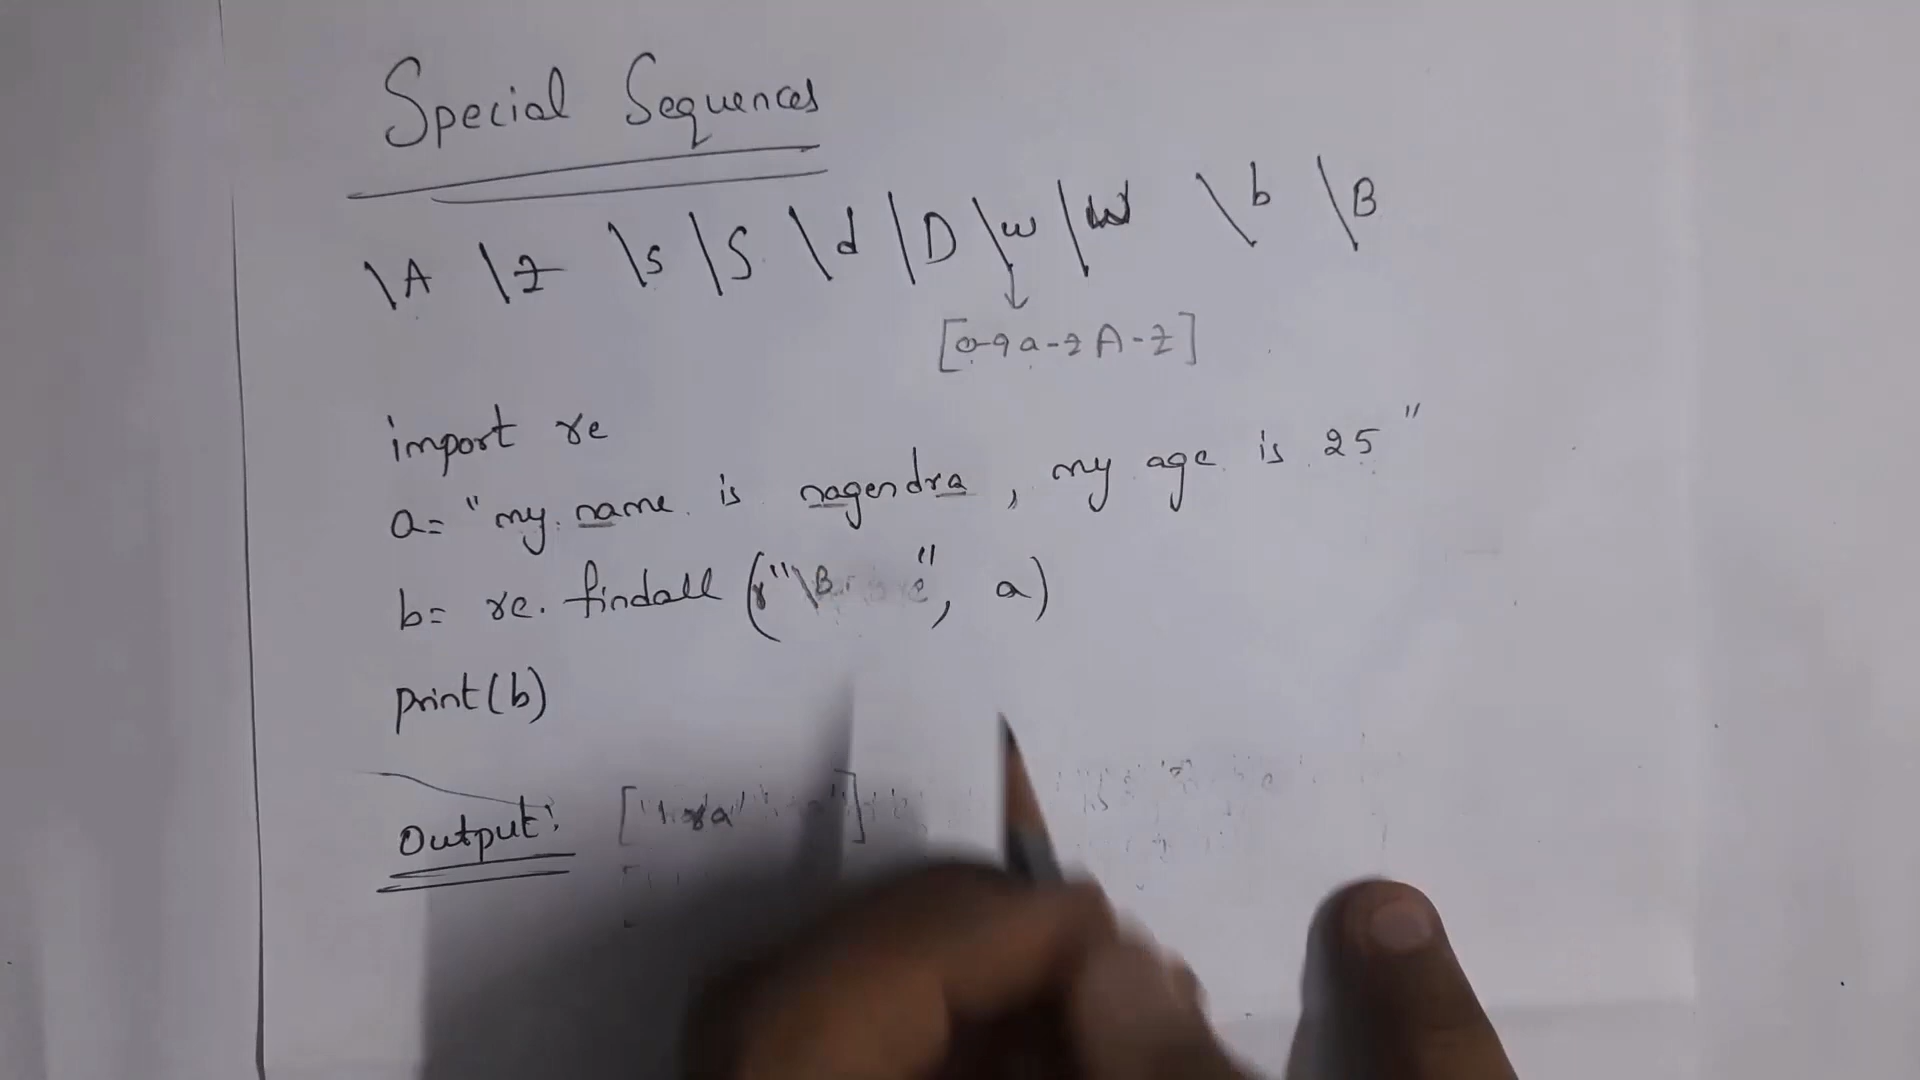 Special Sequences
\A \Z \s \S \d \D \w \W \b \B
[0-9a-zA-Z]
import re
a= "my name is nagendra, my age is 25"
b= re.findall(r"\B", a)
print(b)
Output: